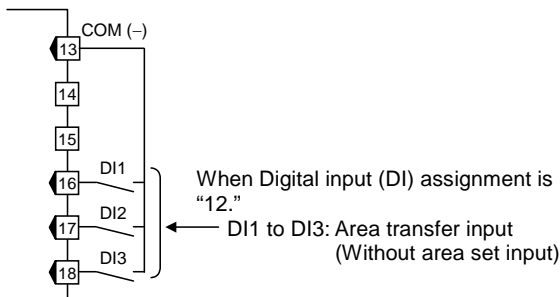 COM (−)
13
14
15
16 DI1
17 DI2
18 DI3
When Digital input (DI) assignment is
“12.”
DI1 to DI3: Area transfer input
(Without area set input)